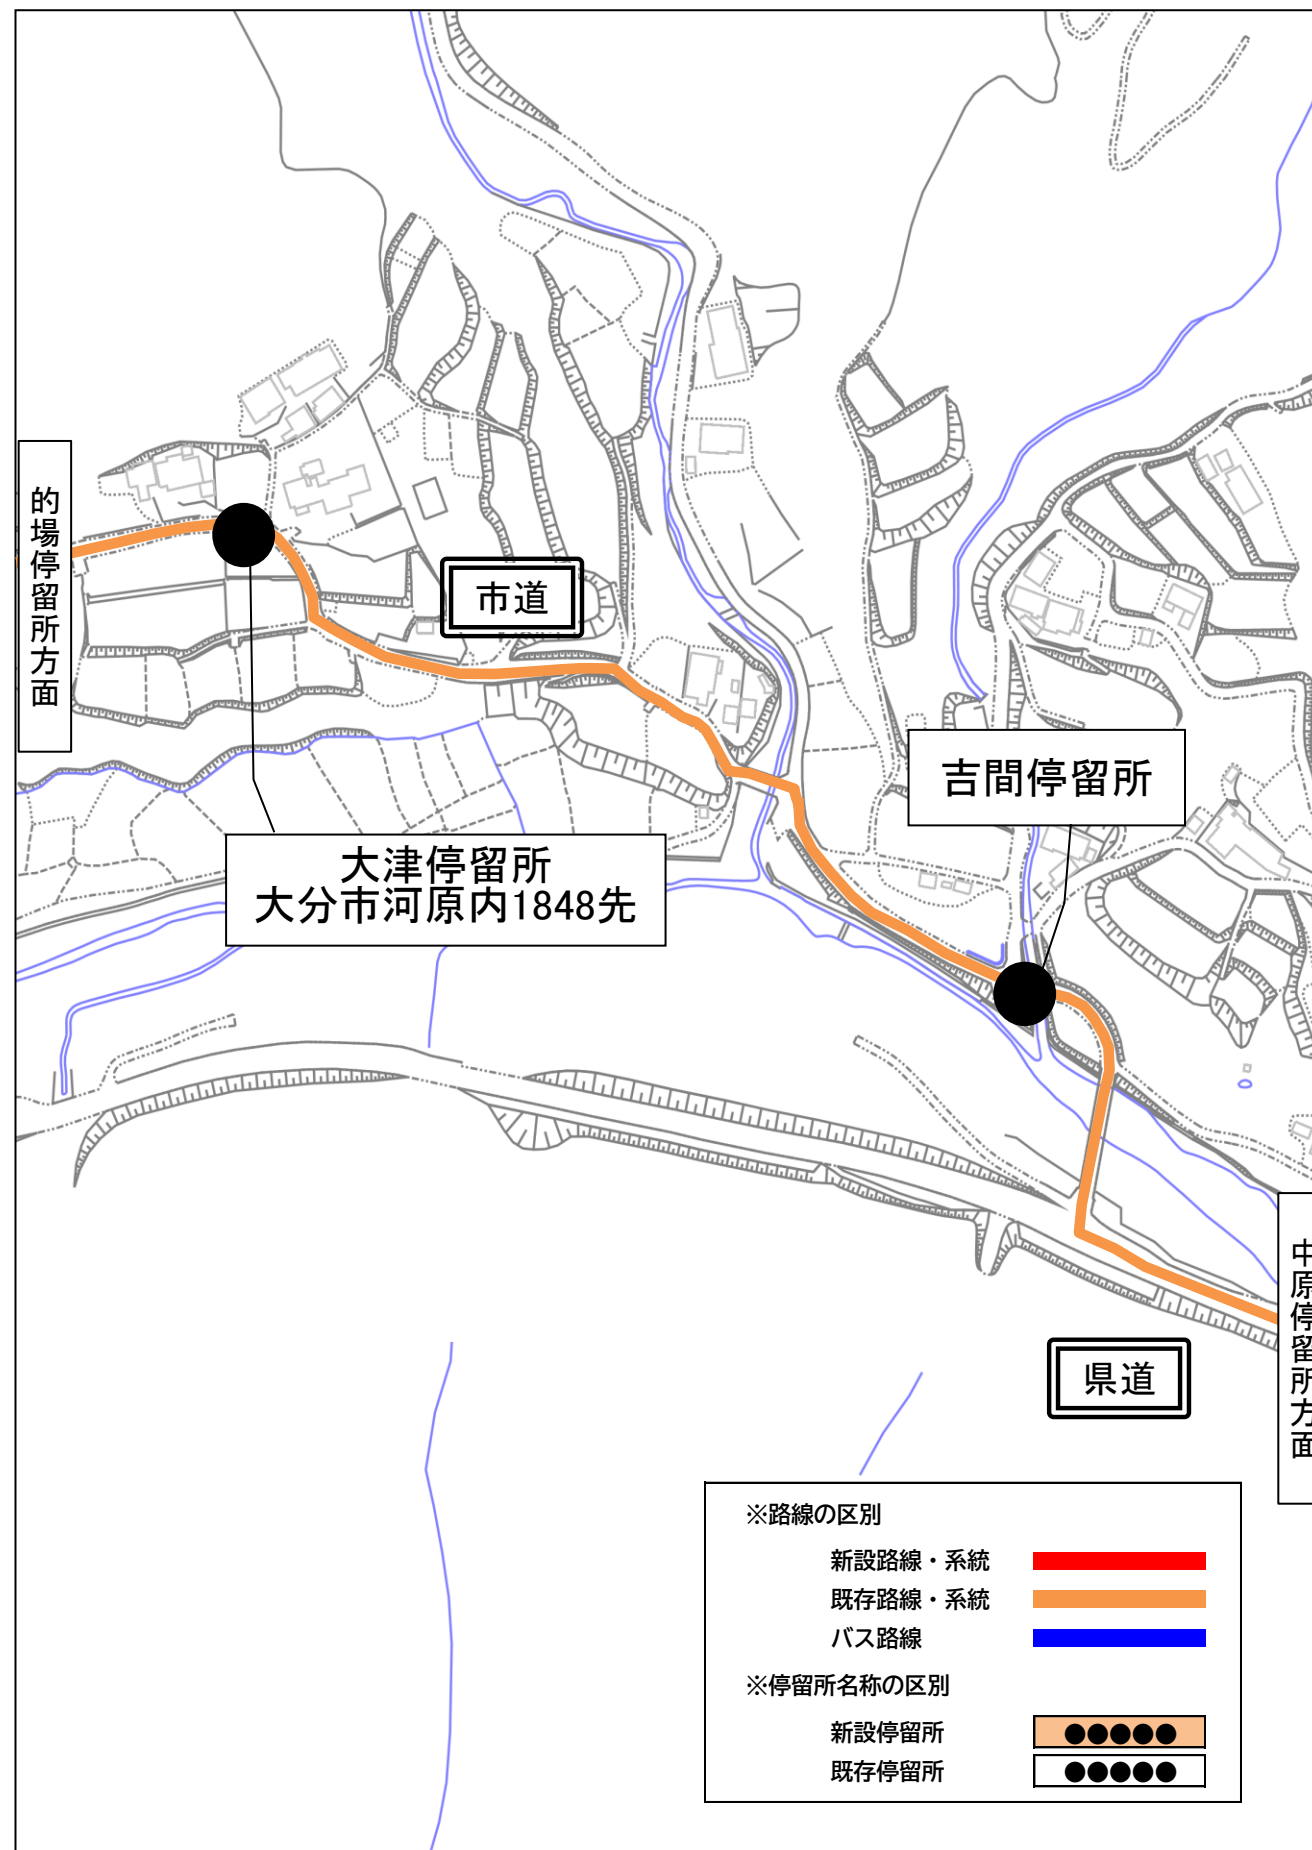 的場停留所方面
市道
吉間停留所
大津停留所
大分市河原内1848先
中原停留所方面
県道
※路線の区別
新設路線・系統
既存路線・系統
バス路線
※停留所名称の区別
新設停留所 ●●●●●
既存停留所 ●●●●●